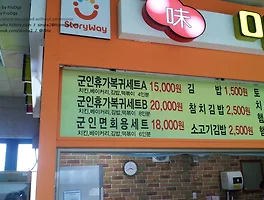 StoryWay
味
군인휴가복귀세트A 15,000원 김 밥 1,500원 토
치킨,베이커리,김밥,떡볶이 4인분
군인휴가복귀세트B 20,000원 참치김밥 2,500원
치킨,베이커리,김밥,떡볶이 6인분
군인면회용세트 18,000원 소고기김밥 2,500원
치킨,베이커리,김밥,떡볶이